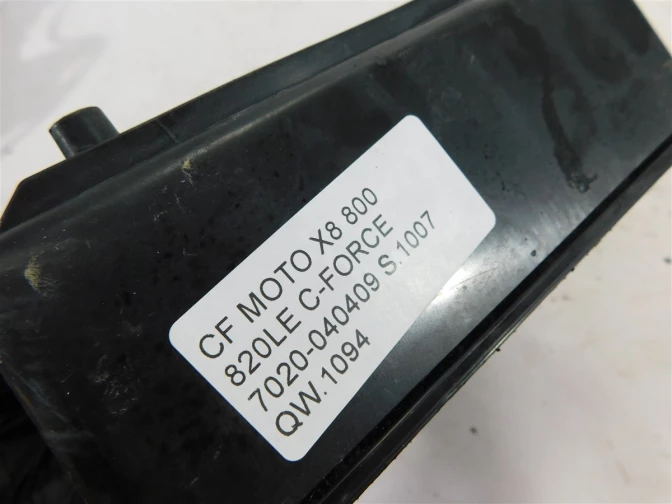 CF MOTO X8 800
820LE C-FORCE
7020-040409 S.1007
QW.1094